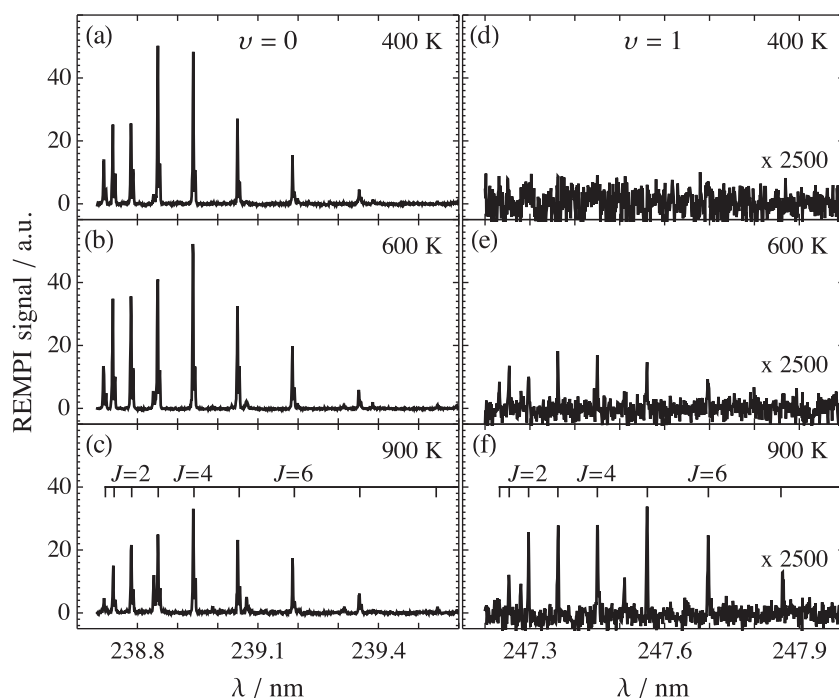 (a) υ = 0 400 K
(d) υ = 1 400 K
x 2500
40
20
0
(b) 600 K
(e) 600 K
x 2500
40
20
0
(c) 900 K
J=2 J=4 J=6
(f) 900 K
J=2 J=4 J=6
x 2500
40
20
0
REMPI signal / a.u.
238.8 239.1 239.4
247.3 247.6 247.9
λ / nm
λ / nm